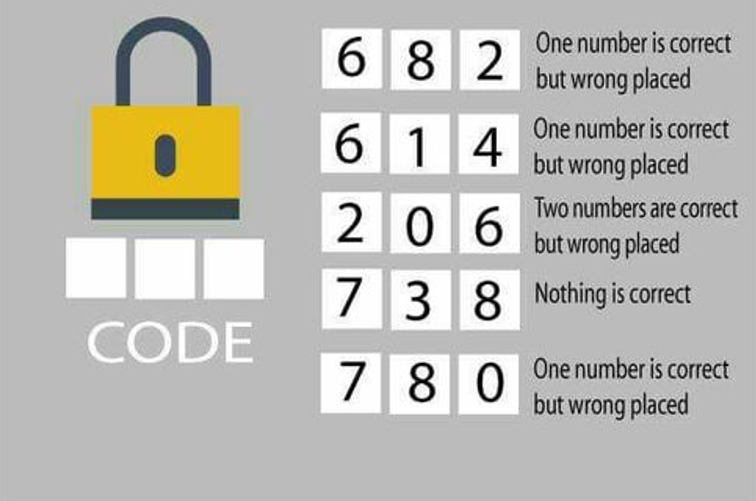 6 8 2 One number is correct
but wrong placed
6 1 4 One number is correct
but wrong placed
2 0 6 Two numbers are correct
but wrong placed
7 3 8 Nothing is correct
7 8 0 One number is correct
but wrong placed
CODE